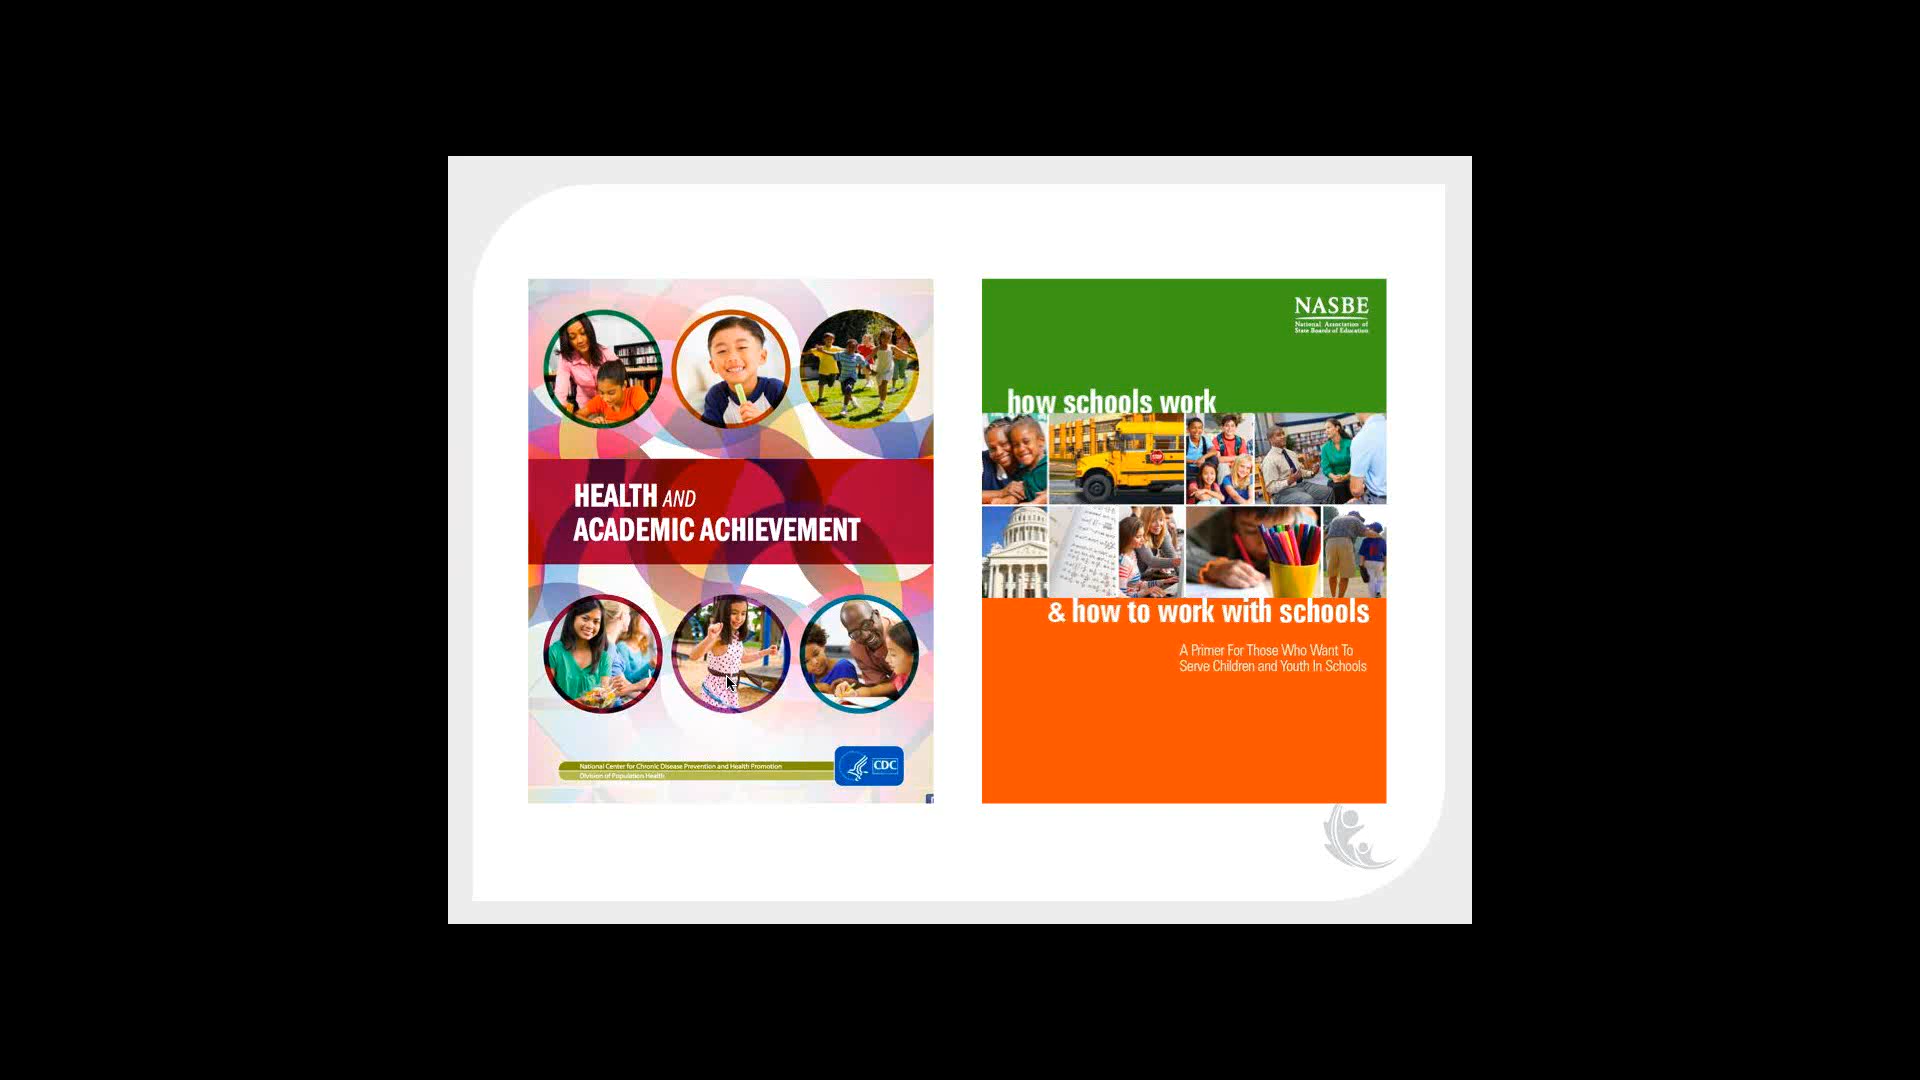 HEALTH AND
ACADEMIC ACHIEVEMENT
National Center for Chronic Disease Prevention and Health Promotion
Division of Population Health
CDC
NASBE
National Association of
State Boards of Education
how schools work
STOP
& how to work with schools
A Primer For Those Who Want To
Serve Children and Youth In Schools